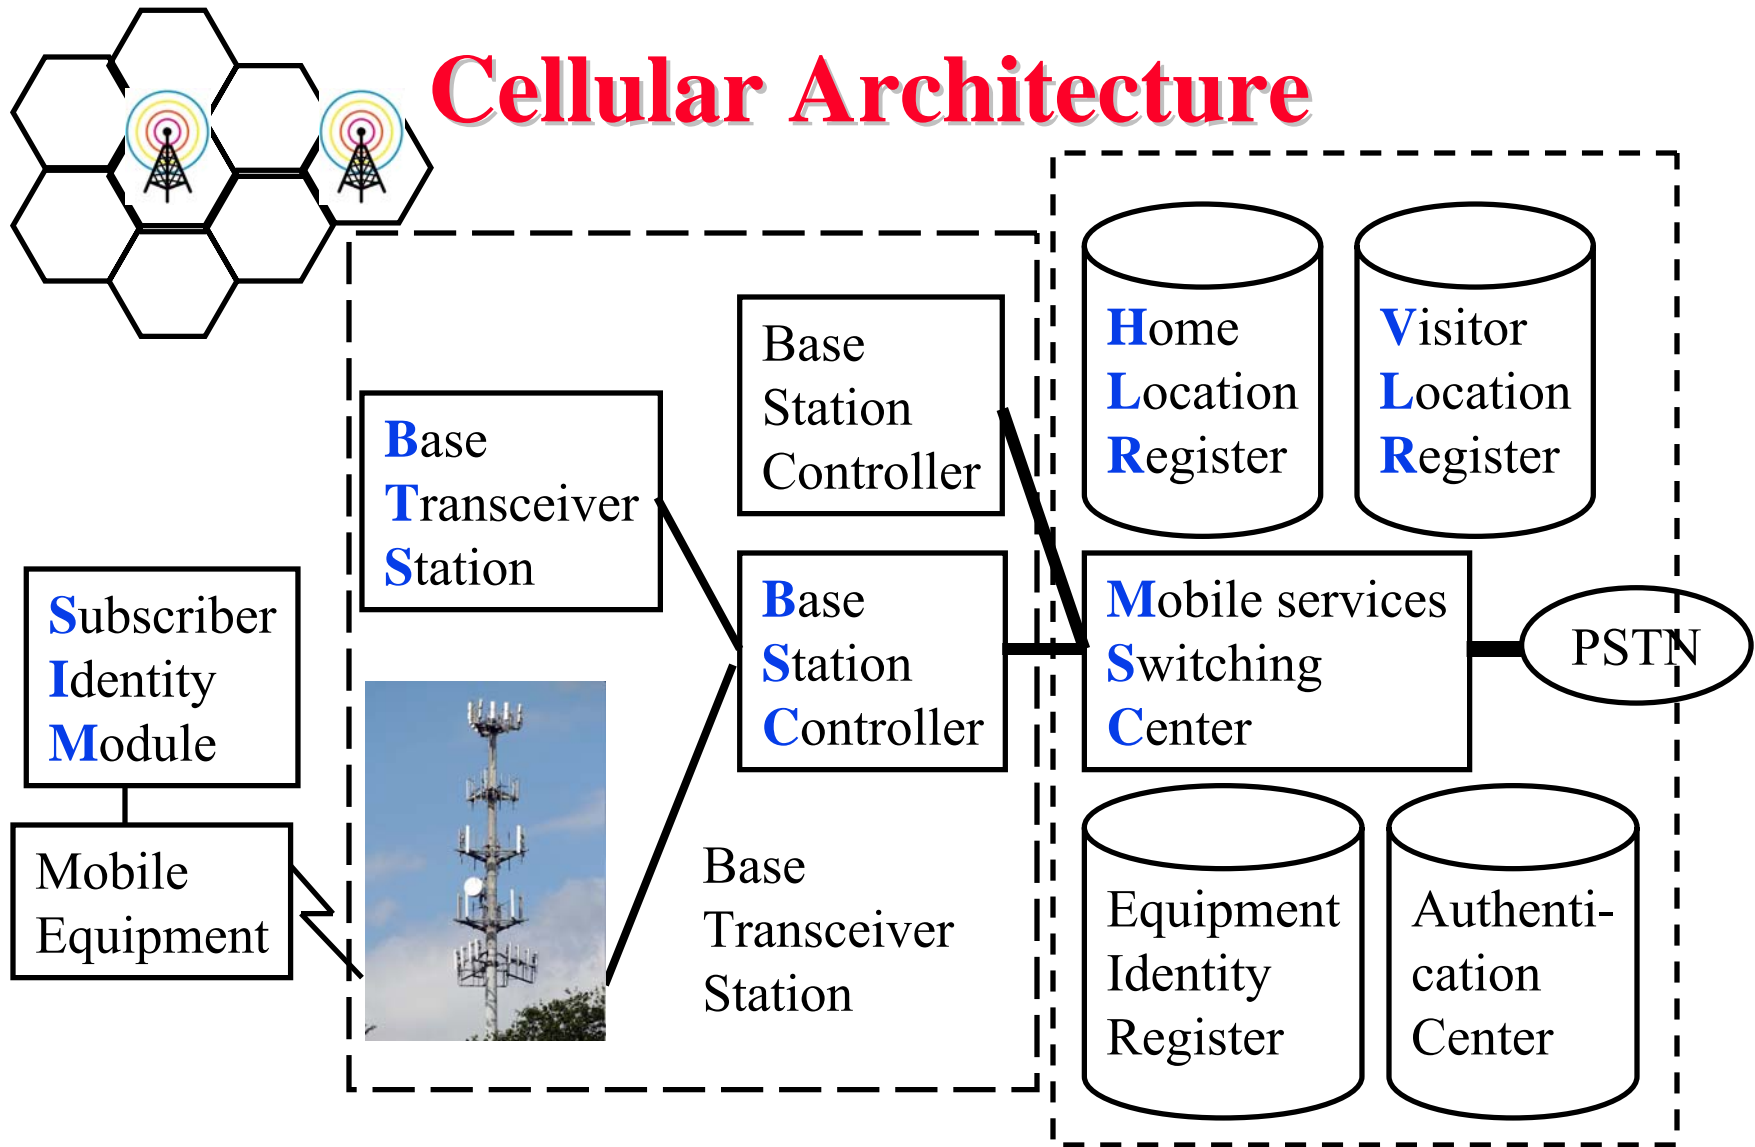 Cellular Architecture
Base
Station
Controller
Home
Location
Register
Visitor
Location
Register
Base
Transceiver
Station
Subscriber
Identity
Module
Base
Station
Controller
Mobile services
Switching
Center
PSTN
Mobile
Equipment
Base
Transceiver
Station
Equipment
Identity
Register
Authenti-
cation
Center